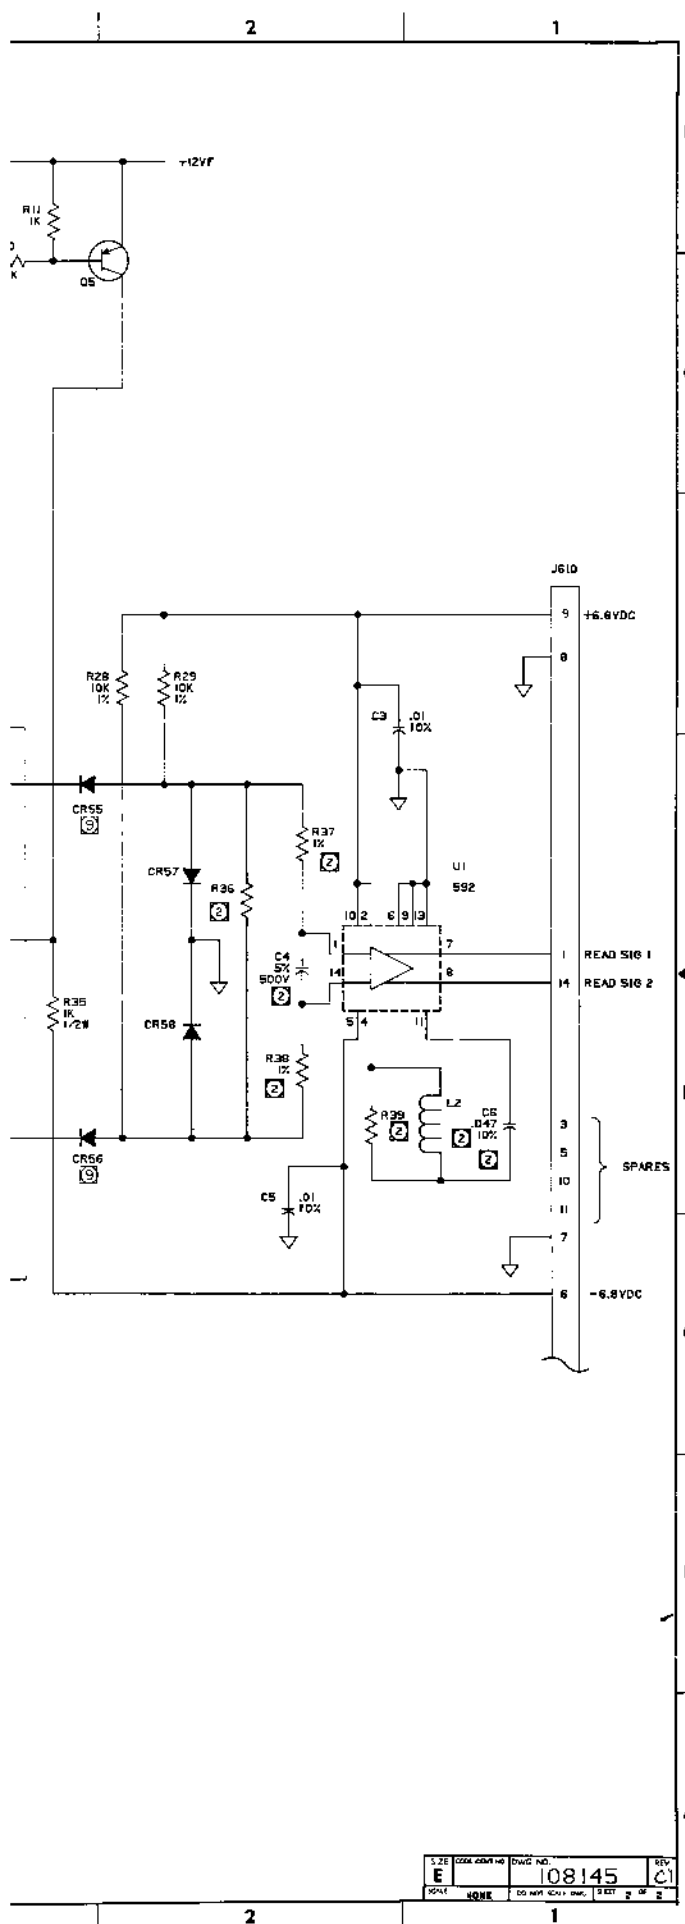 2 1
+12VF
R11
1K
K
Q5
J610
9 +6.8VDC
8
R28
10K
1%
R29
10K
1%
C3 .01
10%
CR55
9
R37
1%
2
CR57
R36
2
U1
592
10 2 6 9 13
1 7 1 READ SIG 1
C4
5%
500V
2
14 8 14 READ SIG 2
R35
1K
1/2W
CR58
5 4 11
R38
1%
2
R39
2
L2
2
C6
.047
10%
2
3
5
10
11
SPARES
CR56
9
C5 .01
10%
7
6 -6.8VDC
SIZE
E
DWG NO.
108145
REV
C1
SCALE NONE DO NOT SCALE DWG SHEET 2 OF 2
2 1